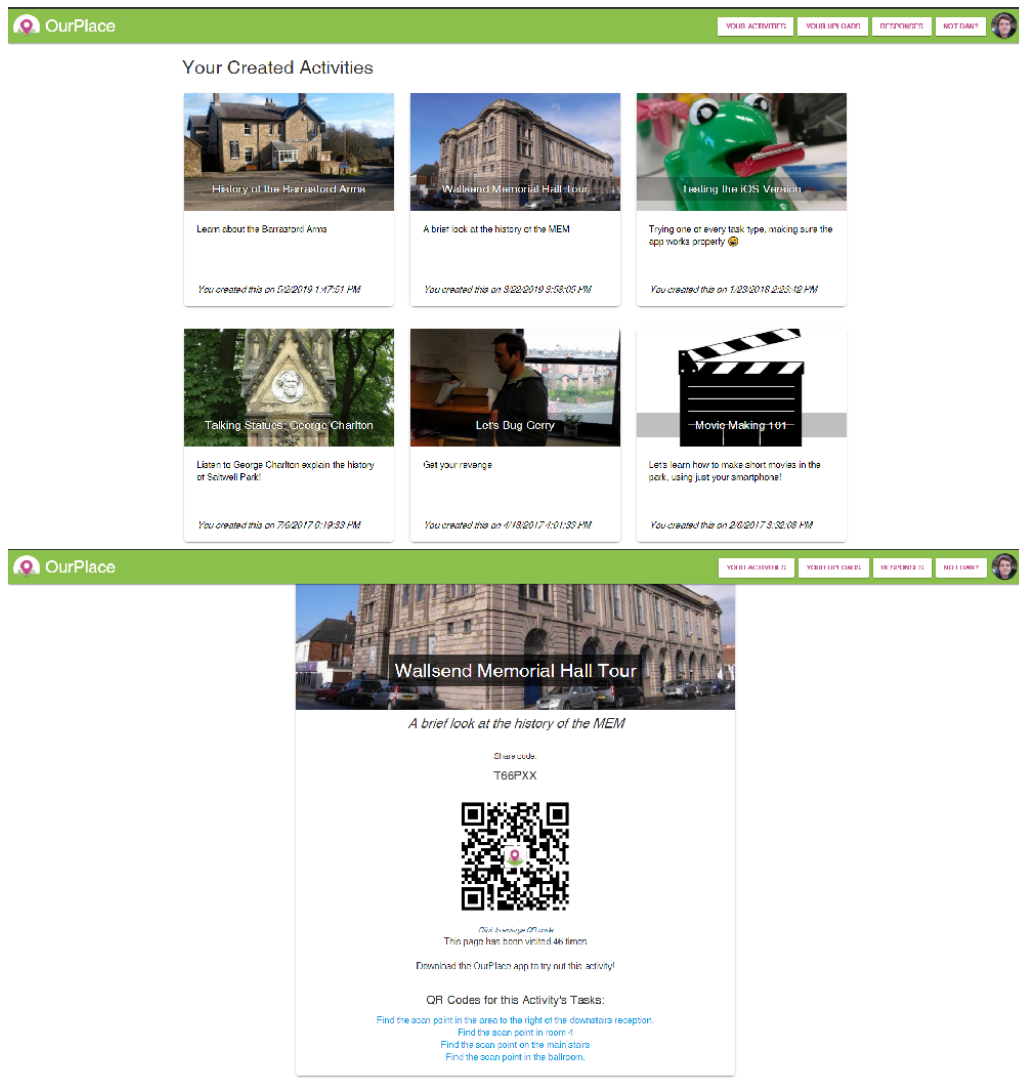 OurPlace
YOUR ACTIVITIES YOUR UPLOADS RESPONSES NOT DAN?
Your Created Activities
History of the Barrasford Arms Wallsend Memorial Hall Tour Testing the iOS Version
Learn about the Barrasford Arms A brief look at the history of the MEM Trying one of every task type, making sure the
app works properly 😄
You created this on 5/2/2019 1:47:51 PM You created this on 3/22/2019 3:58:05 PM You created this on 1/23/2018 2:23:42 PM
Talking Statues: George Charlton Let's Bug Gerry Movie Making 101
Listen to George Charlton explain the history Get your revenge Let's learn how to make short movies in the
of Saltwell Park! park, using just your smartphone!
You created this on 7/6/2017 6:19:33 PM You created this on 4/18/2017 4:01:33 PM You created this on 2/6/2017 3:32:08 PM
OurPlace
YOUR ACTIVITIES YOUR UPLOADS RESPONSES NOT DAN?
Wallsend Memorial Hall Tour
A brief look at the history of the MEM
Share code:
T66PXX
Click to enlarge QR code
This page has been visited 46 times
Download the OurPlace app to try out this activity!
QR Codes for this Activity's Tasks:
Find the scan point in the area to the right of the downstairs reception.
Find the scan point in room 4
Find the scan point on the main stairs
Find the scan point in the ballroom.